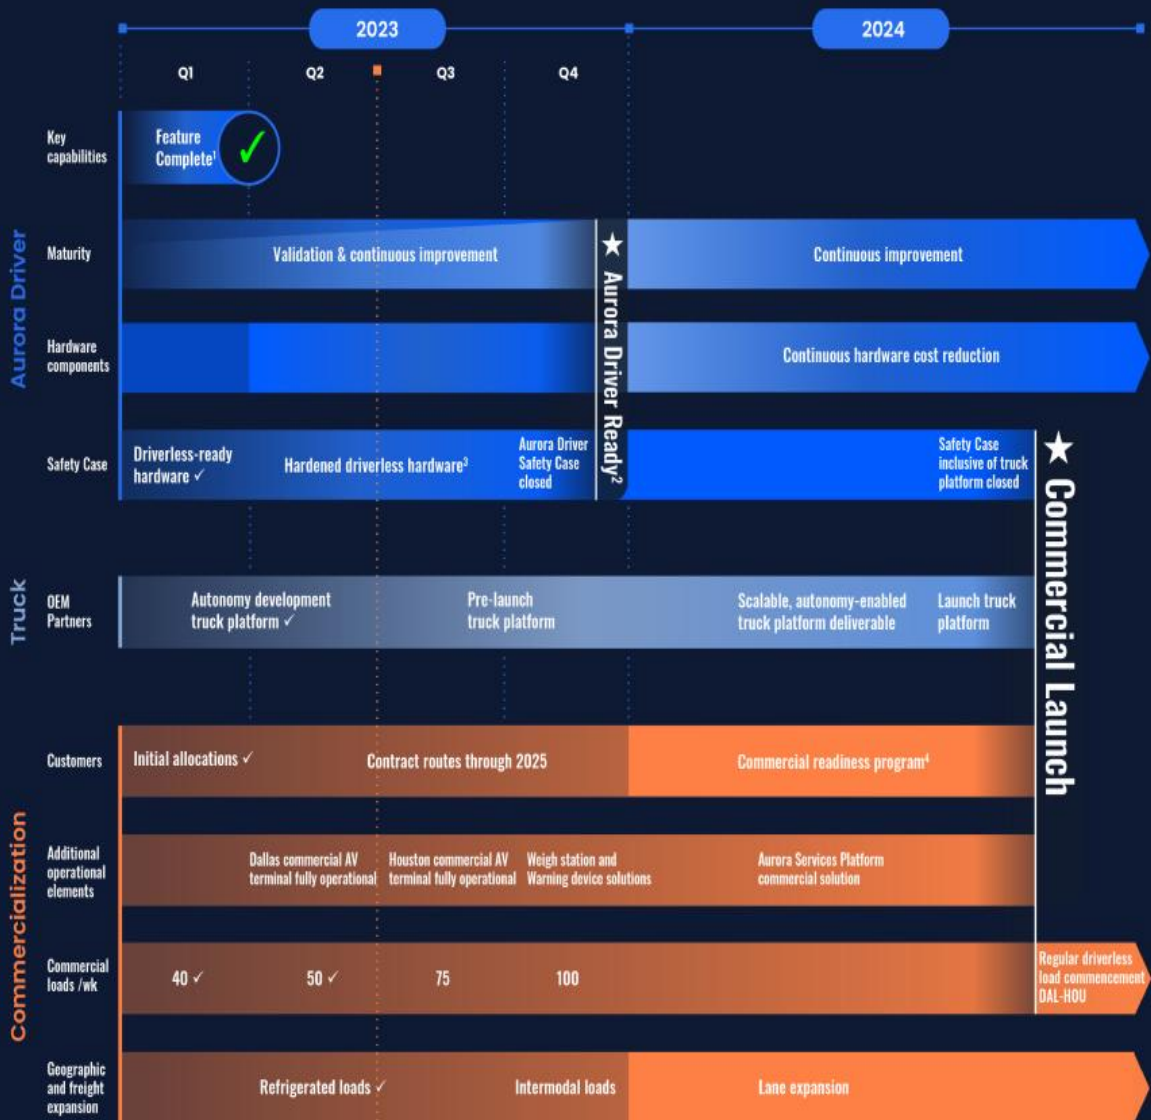 2023
2024
Q1
Q2
Q3
Q4
Aurora Driver
Key
capabilities
Feature
Complete¹
✓
Maturity
Validation & continuous improvement
Continuous improvement
★ Aurora Driver Ready²
Hardware
components
Continuous hardware cost reduction
Safety Case
Driverless-ready
hardware ✓
Hardened driverless hardware³
Aurora Driver
Safety Case
closed
Safety Case
inclusive of truck
platform closed
★ Commercial Launch
Truck
OEM
Partners
Autonomy development
truck platform ✓
Pre-launch
truck platform
Scalable, autonomy-enabled
truck platform deliverable
Launch truck
platform
Commercialization
Customers
Initial allocations ✓
Contract routes through 2025
Commercial readiness program⁴
Additional
operational
elements
Dallas commercial AV
terminal fully operational
Houston commercial AV
terminal fully operational
Weigh station and
Warning device solutions
Aurora Services Platform
commercial solution
Commercial
loads /wk
40 ✓
50 ✓
75
100
Regular driverless
load commencement
DAL-HOU
Geographic
and freight
expansion
Refrigerated loads ✓
Intermodal loads
Lane expansion